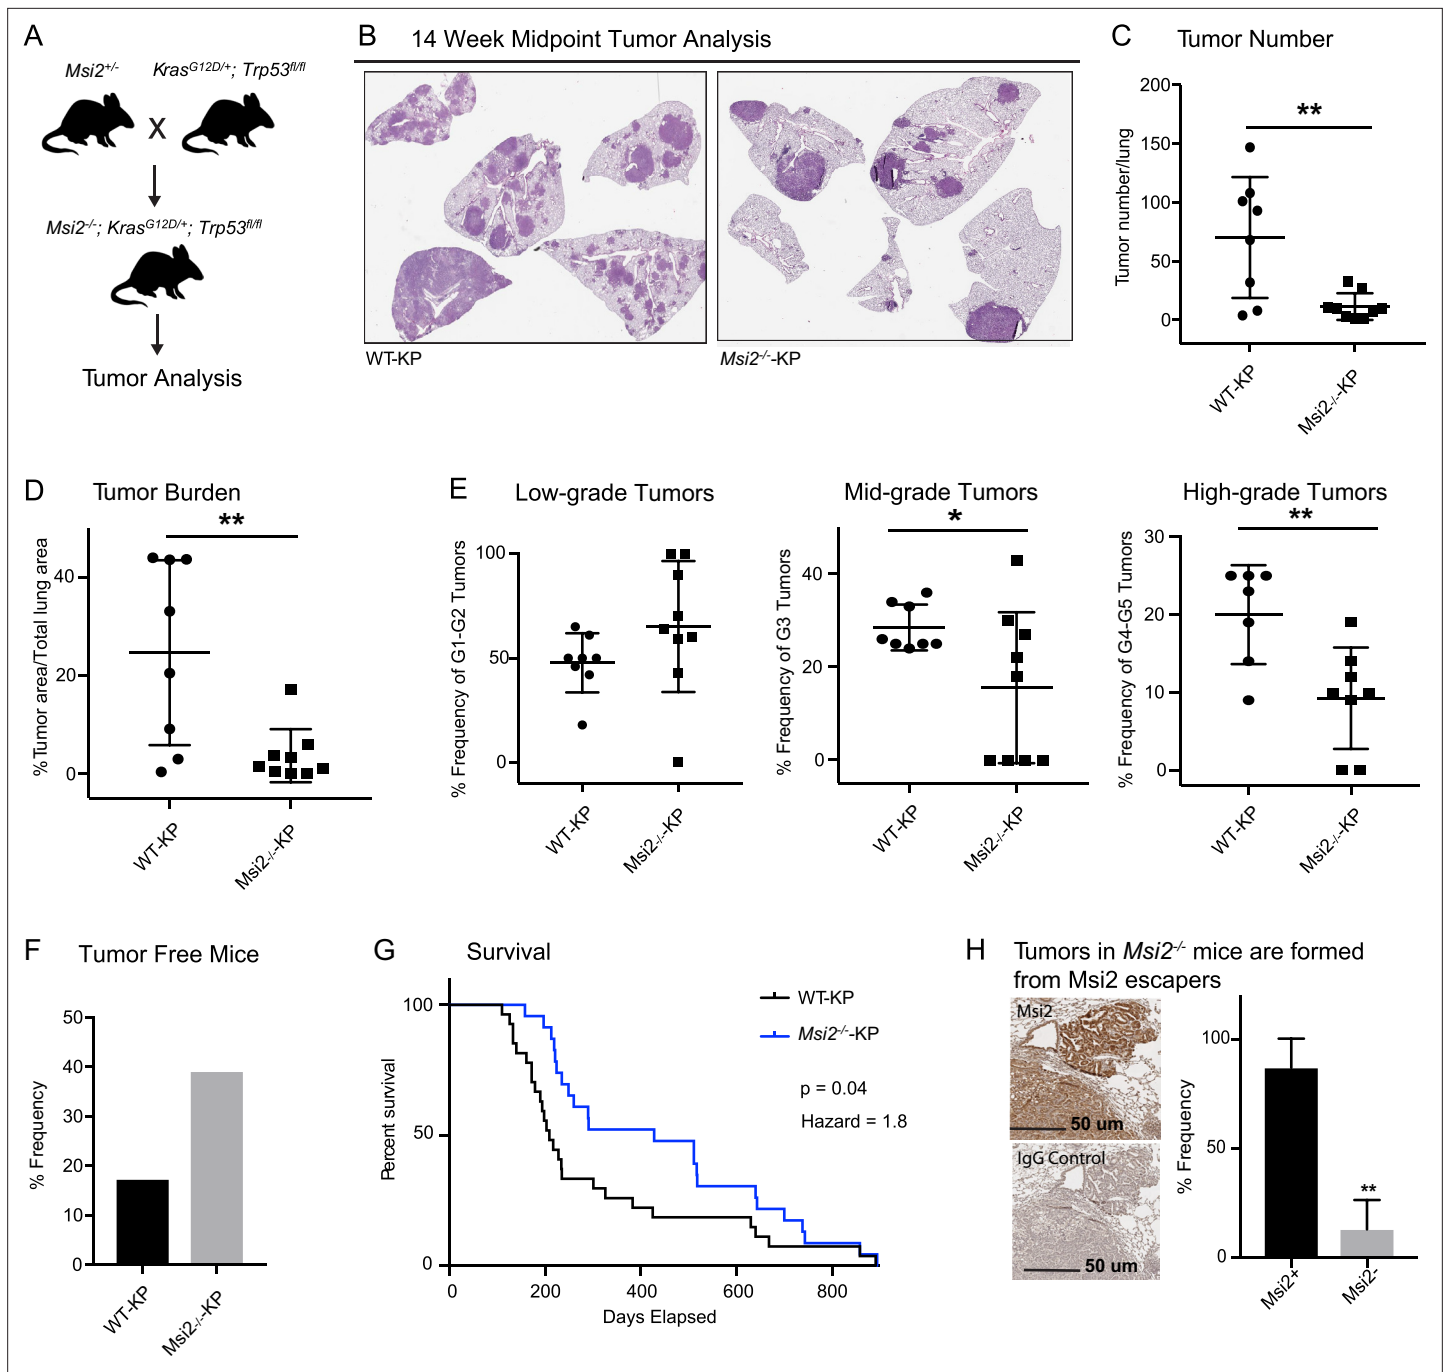 A
Msi2+/-
KrasG12D/+; Trp53fl/fl
X
Msi2-/-; KrasG12D/+; Trp53fl/fl
Tumor Analysis
B
14 Week Midpoint Tumor Analysis
WT-KP
Msi2-/--KP
C
Tumor Number
Tumor number/lung
200
150
100
50
0
**
WT-KP
Msi2-/--KP
D
Tumor Burden
**
% Tumor area/Total lung area
40
20
0
WT-KP
Msi2-/--KP
E
Low-grade Tumors
% Frequency of G1-G2 Tumors
100
50
0
WT-KP
Msi2-/--KP
Mid-grade Tumors
*
% Frequency of G3 Tumors
40
20
0
WT-KP
Msi2-/--KP
High-grade Tumors
**
% Frequency of G4-G5 Tumors
30
20
10
0
WT-KP
Msi2-/--KP
F
Tumor Free Mice
% Frequency
50
40
30
20
10
0
WT-KP
Msi2-/--KP
G
Survival
Percent survival
100
50
0
0
200
400
600
800
Days Elapsed
WT-KP
Msi2-/--KP
p = 0.04
Hazard = 1.8
H
Tumors in Msi2-/- mice are formed
from Msi2 escapers
Msi2
50 um
IgG Control
50 um
% Frequency
100
50
0
**
Msi2+
Msi2-